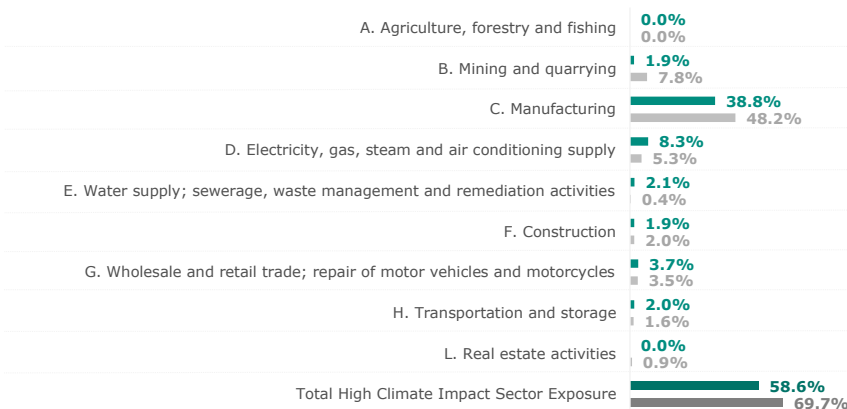 A. Agriculture, forestry and fishing 0.0%
0.0%
B. Mining and quarrying 1.9%
7.8%
C. Manufacturing 38.8%
48.2%
D. Electricity, gas, steam and air conditioning supply 8.3%
5.3%
E. Water supply; sewerage, waste management and remediation activities 2.1%
0.4%
F. Construction 1.9%
2.0%
G. Wholesale and retail trade; repair of motor vehicles and motorcycles 3.7%
3.5%
H. Transportation and storage 2.0%
1.6%
L. Real estate activities 0.0%
0.9%
Total High Climate Impact Sector Exposure 58.6%
69.7%